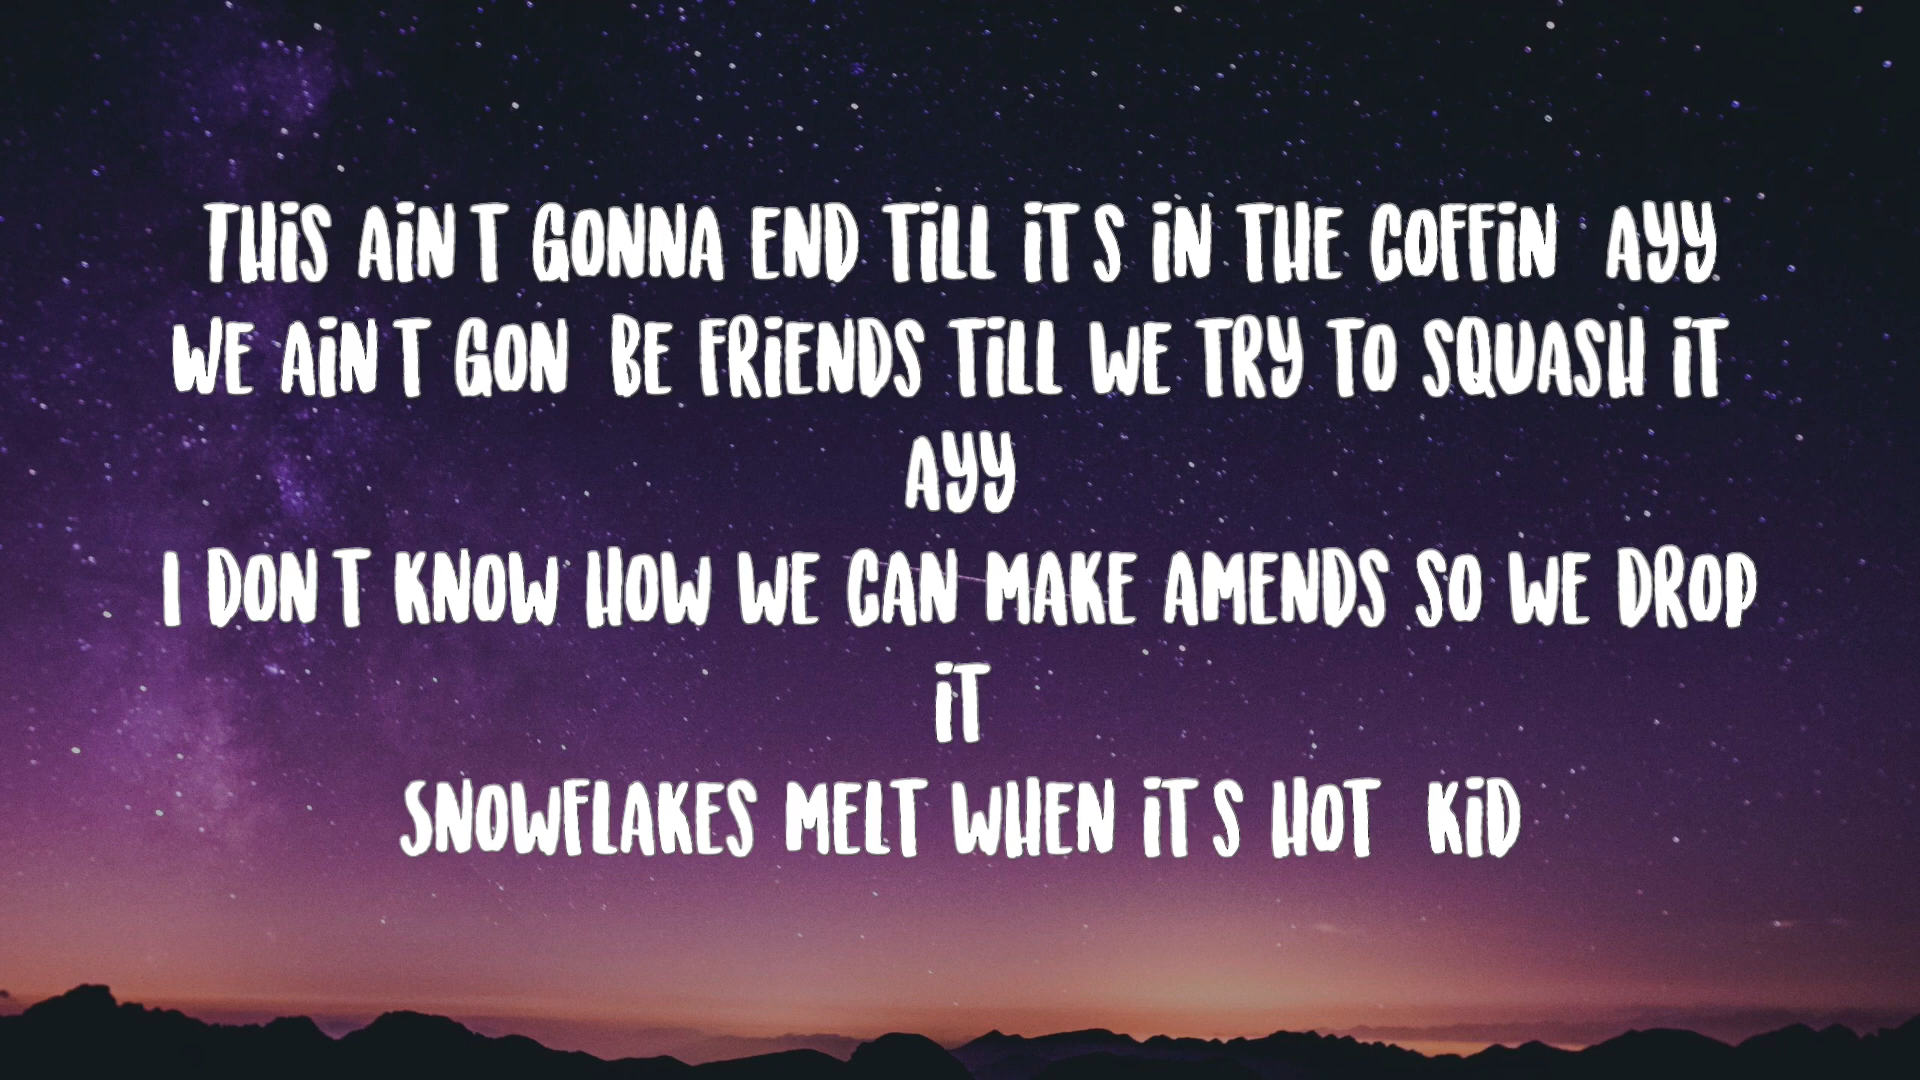 THIS AIN T GONNA END TILL IT S IN THE COFFIN  AYY
WE AIN T GON  BE FRIENDS TILL WE TRY TO SQUASH IT
AYY
I DON T KNOW HOW WE CAN MAKE AMENDS SO WE DROP
IT
SNOWFLAKES MELT WHEN IT S HOT  KID